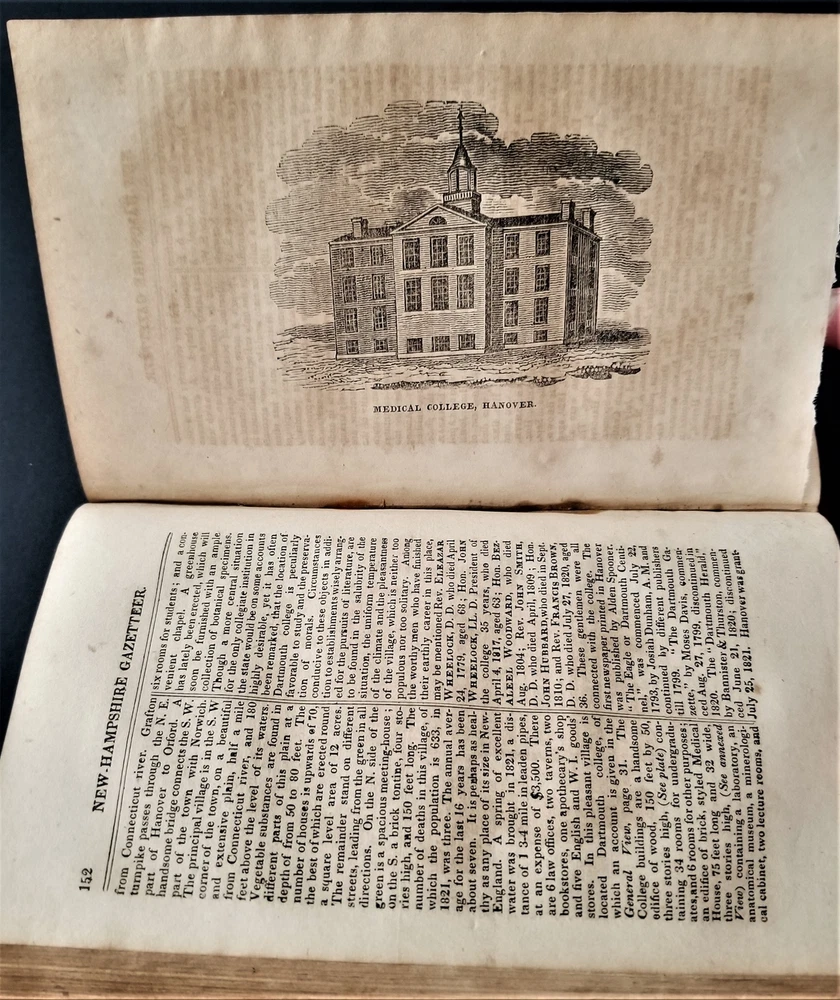 MEDICAL COLLEGE, HANOVER.
152
NEW-HAMPSHIRE GAZETTEER.
from Connecticut river. Grafton
turnpike passes through the N. E.
part of Hanover to Orford. A
handsome bridge connects the S. W.
part of the town with Norwich.
The principal village is in the S. W
corner of the town, on a beautiful
and extensive plain, half a mile
from Connecticut river, and 180
feet above the level of its waters.
Vegetable substances are found in
different parts of this plain at a
depth of from 50 to 80 feet. The
number of houses is upwards of 70,
the best of which are erected round
a square level area of 12 acres.
The remainder stand on different
streets, leading from the green in all
directions. On the N. side of the
green is a spacious meeting-house;
on the S. a brick tontine, four sto-
ries high, and 150 feet long. The
number of deaths in this village, of
which the population is 633, in
1821, was three. The annual aver-
age for the last 16 years has been
about seven. It is perhaps as heal-
thy as any place of its size in New-
England. A spring of excellent
water was brought in 1821, a dis-
tance of 1 3-4 mile in leaden pipes,
at an expense of $3,500. There
are 6 law offices, two taverns, two
bookstores, one apothecary's shop
and five English and W. I. goods
stores. In this pleasant village is
located Dartmouth college, of
which an account is given in the
General View, page 31. The
College buildings are a handsome
edifice of wood, 150 feet by 50,
three stories high, (See plate) con-
taining 34 rooms for undergradu-
ates, and 6 rooms for other purposes;
an edifice of brick, styled Medical
House, 75 feet long and 32 wide,
three stories high, (See annexed
View) containing a laboratory, an
anatomical museum, a mineralogi-
cal cabinet, two lecture rooms, and
six rooms for students; and a con-
venient chapel. A greenhouse
has lately been erected, which will
soon be furnished with an ample
collection of botanical specimens.
Though a more central situation
for the only collegiate institution in
the state would be on some accounts
highly desirable, yet it has often
been remarked, that the location of
Dartmouth college is peculiarly
favorable to study and the preserva-
tion of morals. Circumstances
conducive to these objects in addi-
tion to establishments wisely arrang-
ed for the pursuits of literature, are
to be found in the salubrity of the
situation, the uniform temperature
of the climate and the pleasantness
of the village, which is neither too
populous nor too solitary. Among
the worthy men who have finished
their earthly career in this place,
may be mentioned Rev. ELEAZAR
WHEELOCK, D. D. who died April
24, 1779, aged 68; Hon. JOHN
WHEELOCK, LL. D. President of
the college 35 years, who died
April 4, 1817, aged 63; Hon. BEZ-
ALEEL WOODWARD, who died
Aug. 1804; Rev. JOHN SMITH,
D. D. who died April, 1809; Hon.
JOHN HUBBARD, who died in Sept.
1810; and Rev. FRANCIS BROWN,
D. D. who died July 27, 1820, aged
36. These gentlemen were all
connected with the college. The
first newspaper printed in Hanover
was published by Alden Spooner.
"The Eagle or Dartmouth Centi-
nel" was commenced July 22,
1793, by Josiah Dunham, A. M. and
continued by different publishers
till 1799. "The Dartmouth Ga-
zette," by Moses Davis, commen-
ced Aug. 27, 1799, discontinued in
1820. The "Dartmouth Herald,"
by Bannister & Thurston, commen-
ced June 21, 1820, discontinued
July 25, 1821. Hanover was grant-